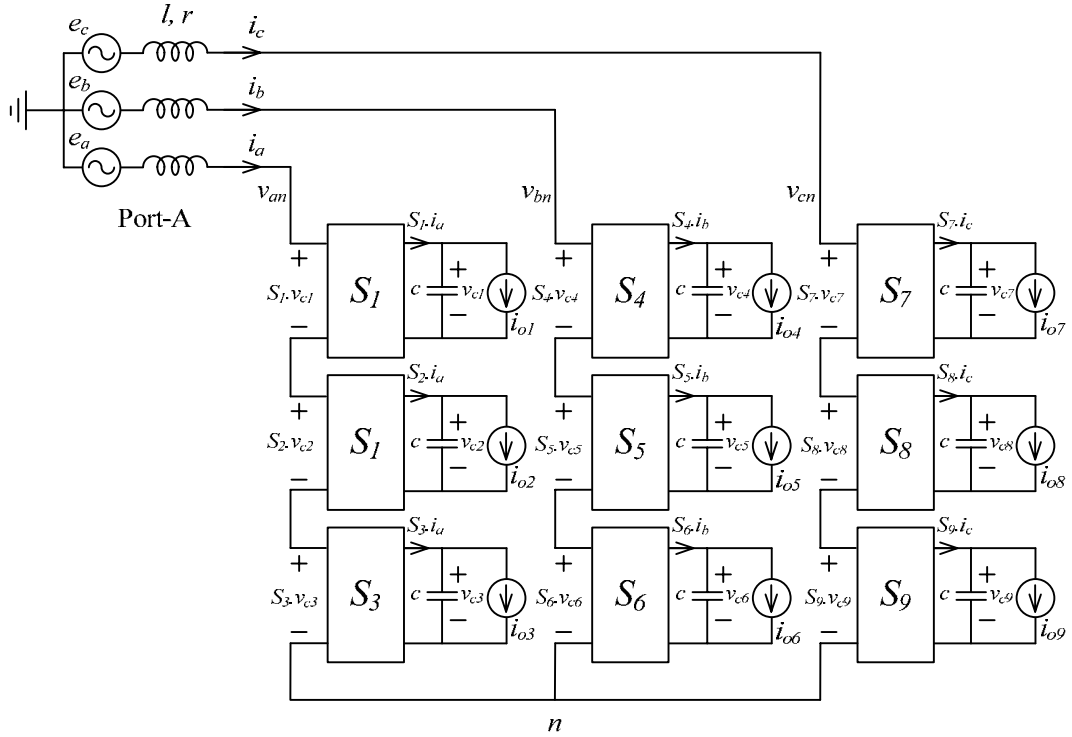 e_c l, r i_c
e_b i_b
e_a i_a
Port-A
v_an v_bn v_cn
S_1.i_a S_4.i_b S_7.i_c
+ + + + + +
S_1.v_c1 S_1 c v_c1 S_4.v_c4 S_4 c v_c4 S_7.v_c7 S_7 c v_c7
− − − − − −
i_o1 i_o4 i_o7
S_2.i_a S_5.i_b S_8.i_c
+ + + + + +
S_2.v_c2 S_1 c v_c2 S_5.v_c5 S_5 c v_c5 S_8.v_c8 S_8 c v_c8
− − − − − −
i_o2 i_o5 i_o8
S_3.i_a S_6.i_b S_9.i_c
+ + + + + +
S_3.v_c3 S_3 c v_c3 S_6.v_c6 S_6 c v_c6 S_9.v_c9 S_9 c v_c9
− − − − − −
i_o3 i_o6 i_o9
n